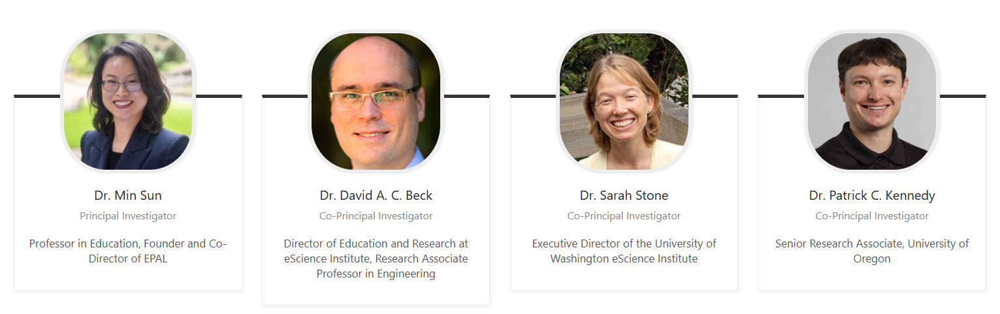 Dr. Min Sun
Principal Investigator
Professor in Education, Founder and Co-
Director of EPAL
Dr. David A. C. Beck
Co-Principal Investigator
Director of Education and Research at
eScience Institute, Research Associate
Professor in Engineering
Dr. Sarah Stone
Co-Principal Investigator
Executive Director of the University of
Washington eScience Institute
Dr. Patrick C. Kennedy
Co-Principal Investigator
Senior Research Associate, University of
Oregon